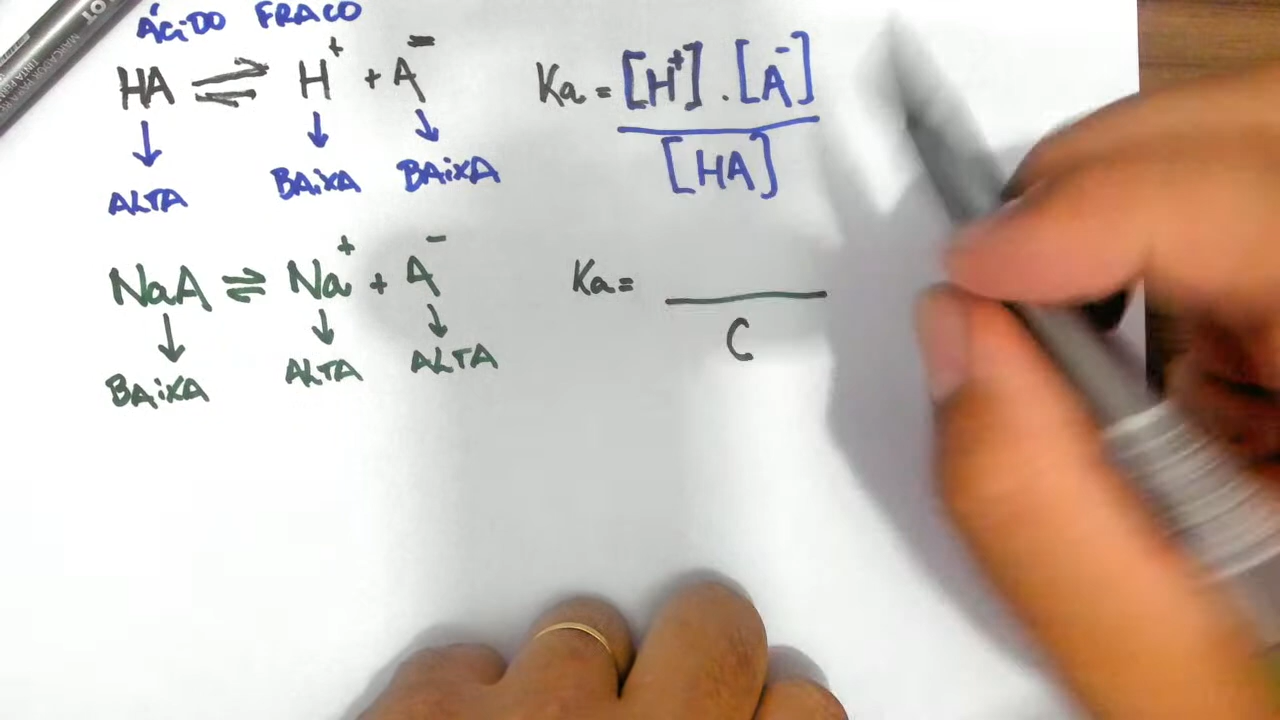 ÁCIDO FRACO
HA ⇌ H⁺ + A⁻ Ka = [H⁺] . [A⁻]
[HA]
↓ ↓ ↓
ALTA BAIXA BAIXA
NaA ⇌ Na⁺ + A⁻ Ka =
C
↓ ↓ ↓
BAIXA ALTA ALTA